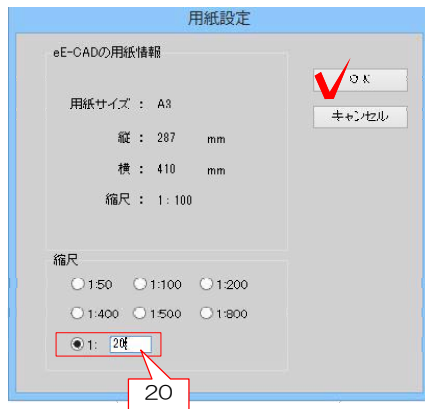 用紙設定
eE-CADの用紙情報
用紙サイズ : A3
縦 : 287 mm
横 : 410 mm
縮尺 : 1:100
OK
キャンセル
縮尺
1:50 1:100 1:200
1:400 1:500 1:800
1: 20
20